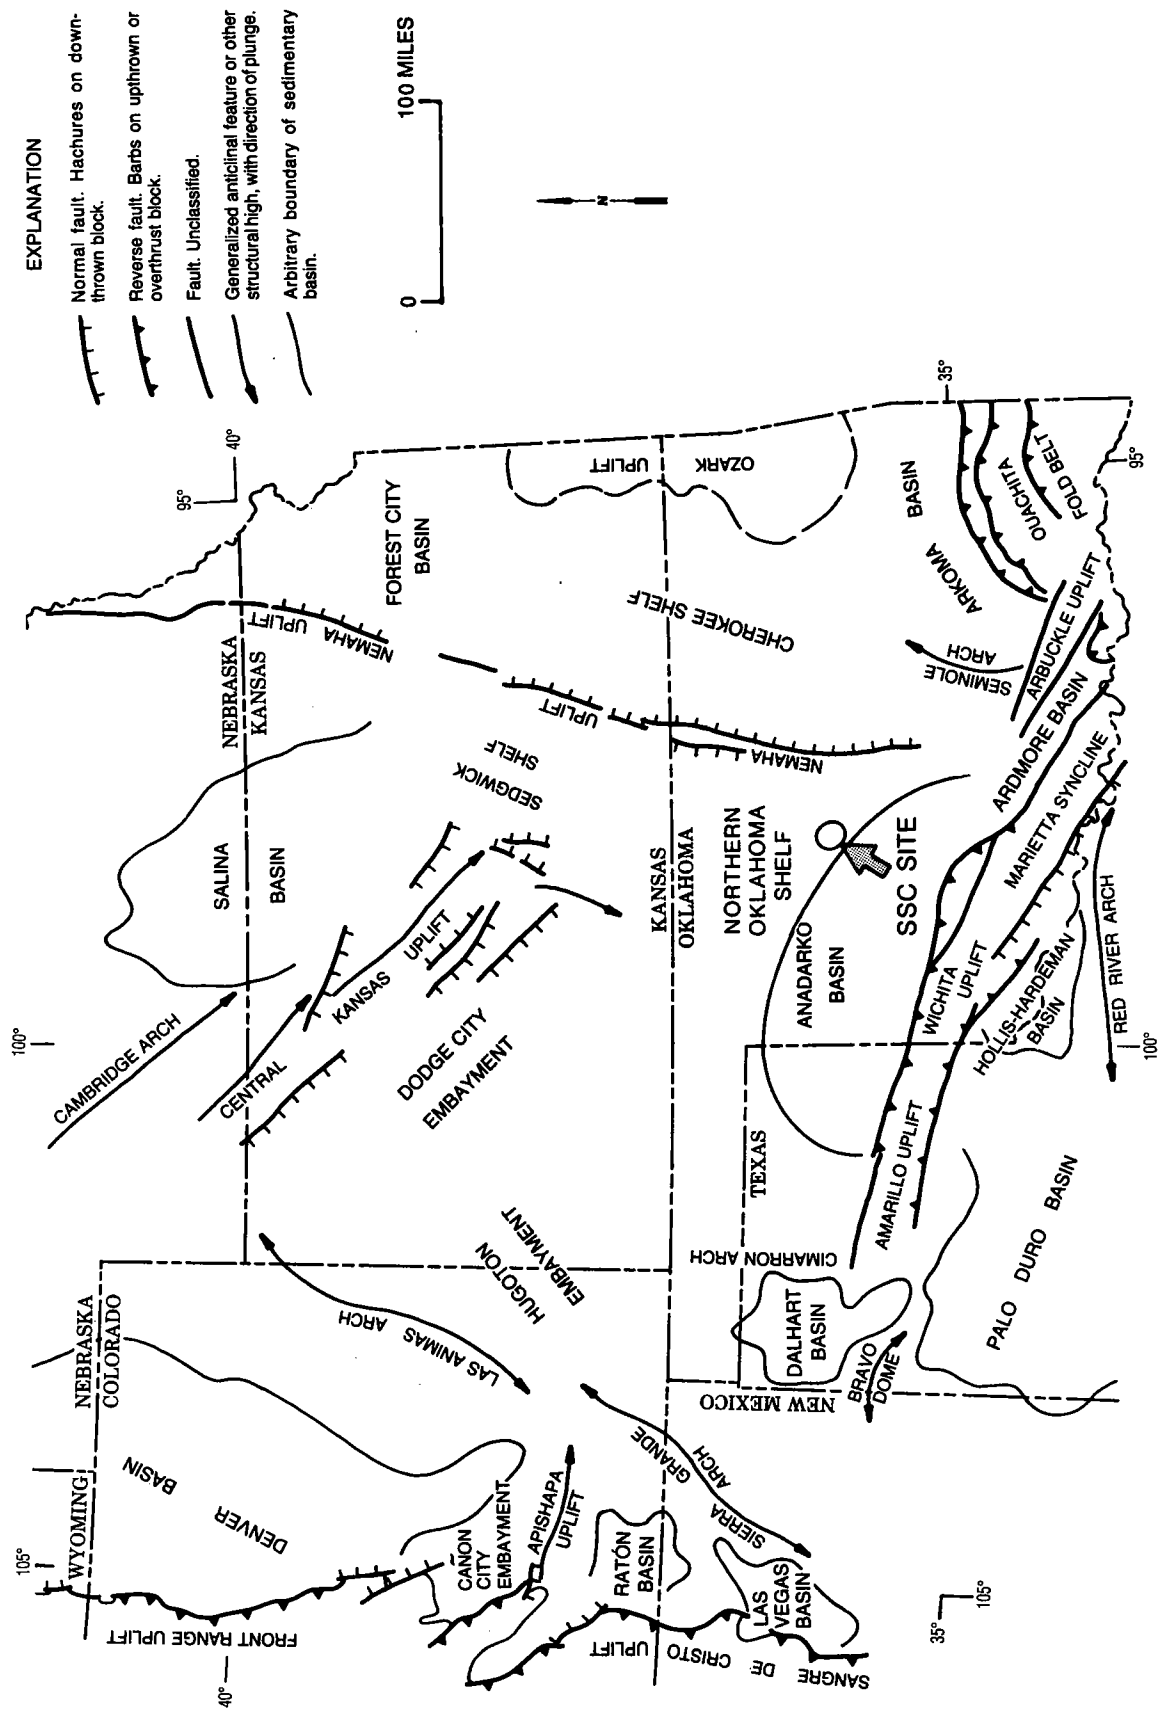 EXPLANATION
Normal fault. Hachures on down-
thrown block.
Reverse fault. Barbs on upthrown or
overthrust block.
Fault. Unclassified.
Generalized anticlinal feature or other
structural high, with direction of plunge.
Arbitrary boundary of sedimentary
basin.
0
100 MILES
N
105°
100°
95°
40°
40°
WYOMING
NEBRASKA
COLORADO
NEBRASKA
KANSAS
CAMBRIDGE ARCH
SALINA
BASIN
NEMAHA
UPLIFT
FOREST CITY
BASIN
FRONT RANGE UPLIFT
DENVER
BASIN
LAS ANIMAS
ARCH
CENTRAL
KANSAS
UPLIFT
SEDGWICK
SHELF
UPLIFT
CAÑON
CITY
EMBAYMENT
APISHAPA
UPLIFT
HUGOTON
EMBAYMENT
DODGE CITY
EMBAYMENT
CHEROKEE SHELF
OZARK
UPLIFT
RATÓN
BASIN
SIERRA
GRANDE
ARCH
KANSAS
OKLAHOMA
NEMAHA
NORTHERN
OKLAHOMA
SHELF
SANGRE DE CRISTO
UPLIFT
LAS
VEGAS
BASIN
NEW MEXICO
TEXAS
DALHART
BASIN
CIMARRON ARCH
BRAVO
DOME
ANADARKO
BASIN
SSC SITE
SEMINOLE
ARCH
ARKOMA
BASIN
AMARILLO UPLIFT
WICHITA
UPLIFT
ARDMORE BASIN
ARBUCKLE UPLIFT
OUACHITA
FOLD BELT
MARIETTA SYNCLINE
HOLLIS-HARDEMAN
BASIN
PALO DURO BASIN
RED RIVER ARCH
35°
35°
105°
100°
95°